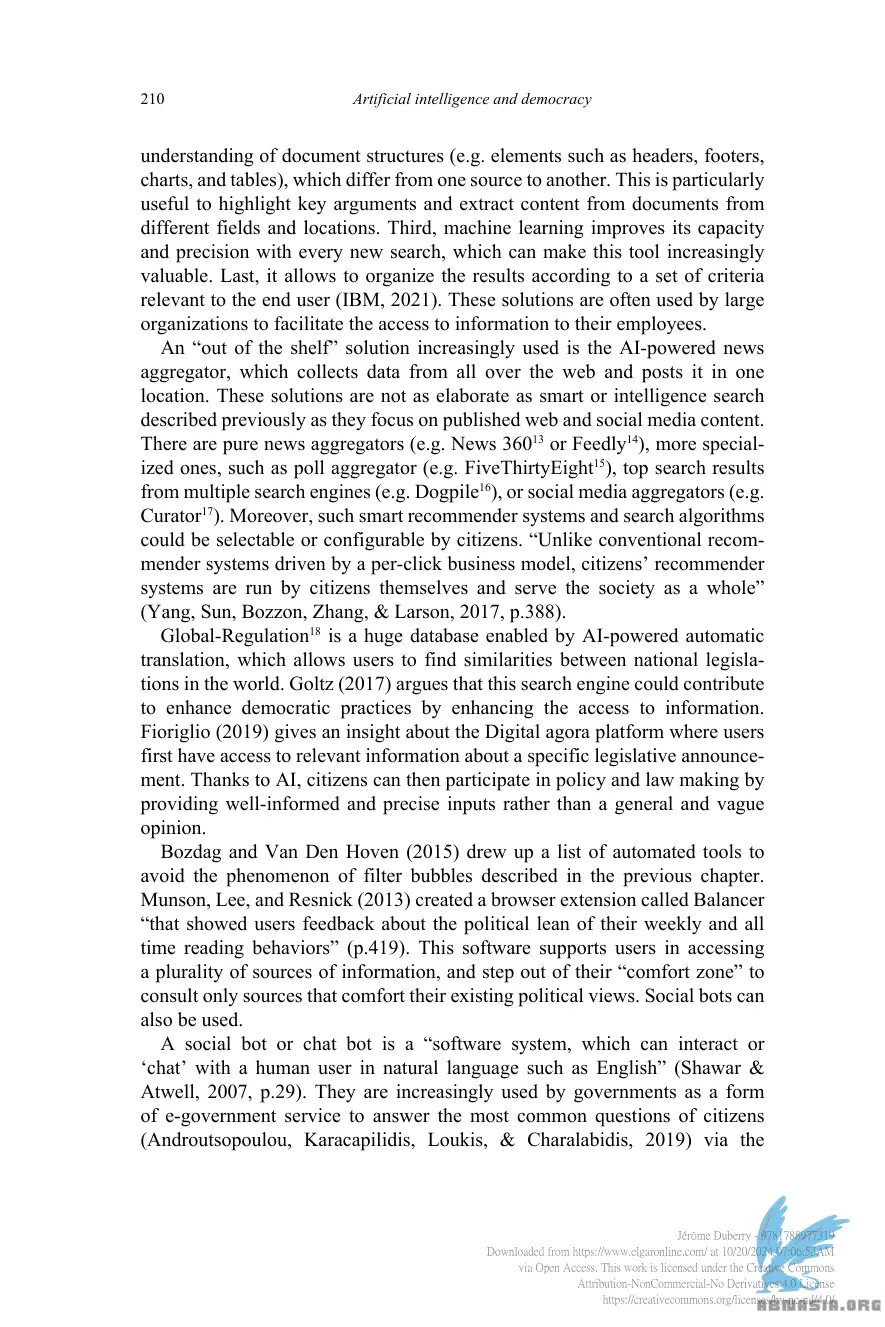 210 Artificial intelligence and democracy
understanding of document structures (e.g. elements such as headers, footers,
charts, and tables), which differ from one source to another. This is particularly
useful to highlight key arguments and extract content from documents from
different fields and locations. Third, machine learning improves its capacity
and precision with every new search, which can make this tool increasingly
valuable. Last, it allows to organize the results according to a set of criteria
relevant to the end user (IBM, 2021). These solutions are often used by large
organizations to facilitate the access to information to their employees.
An “out of the shelf” solution increasingly used is the AI-powered news
aggregator, which collects data from all over the web and posts it in one
location. These solutions are not as elaborate as smart or intelligence search
described previously as they focus on published web and social media content.
There are pure news aggregators (e.g. News 360¹³ or Feedly¹⁴), more special-
ized ones, such as poll aggregator (e.g. FiveThirtyEight¹⁵), top search results
from multiple search engines (e.g. Dogpile¹⁶), or social media aggregators (e.g.
Curator¹⁷). Moreover, such smart recommender systems and search algorithms
could be selectable or configurable by citizens. “Unlike conventional recom-
mender systems driven by a per-click business model, citizens’ recommender
systems are run by citizens themselves and serve the society as a whole”
(Yang, Sun, Bozzon, Zhang, & Larson, 2017, p.388).
Global-Regulation¹⁸ is a huge database enabled by AI-powered automatic
translation, which allows users to find similarities between national legisla-
tions in the world. Goltz (2017) argues that this search engine could contribute
to enhance democratic practices by enhancing the access to information.
Fioriglio (2019) gives an insight about the Digital agora platform where users
first have access to relevant information about a specific legislative announce-
ment. Thanks to AI, citizens can then participate in policy and law making by
providing well-informed and precise inputs rather than a general and vague
opinion.
Bozdag and Van Den Hoven (2015) drew up a list of automated tools to
avoid the phenomenon of filter bubbles described in the previous chapter.
Munson, Lee, and Resnick (2013) created a browser extension called Balancer
“that showed users feedback about the political lean of their weekly and all
time reading behaviors” (p.419). This software supports users in accessing
a plurality of sources of information, and step out of their “comfort zone” to
consult only sources that comfort their existing political views. Social bots can
also be used.
A social bot or chat bot is a “software system, which can interact or
‘chat’ with a human user in natural language such as English” (Shawar &
Atwell, 2007, p.29). They are increasingly used by governments as a form
of e-government service to answer the most common questions of citizens
(Androutsopoulou, Karacapilidis, Loukis, & Charalabidis, 2019) via the
Jérôme Duberry - 9781788977319
Downloaded from https://www.elgaronline.com/ at 10/20/2024 07:06:52AM
via Open Access. This work is licensed under the Creative Commons
Attribution-NonCommercial-No Derivatives 4.0 License
https://creativecommons.org/licenses/by-nc-nd/4.0/
ABTWASIA.ORG